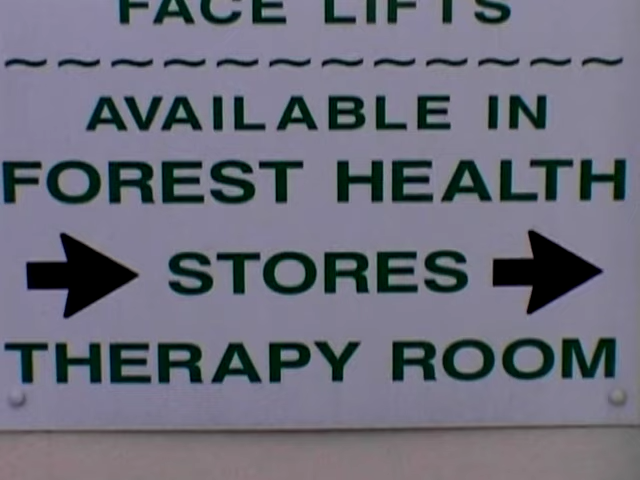 FACE LIFTS
AVAILABLE IN
FOREST HEALTH
STORES
THERAPY ROOM